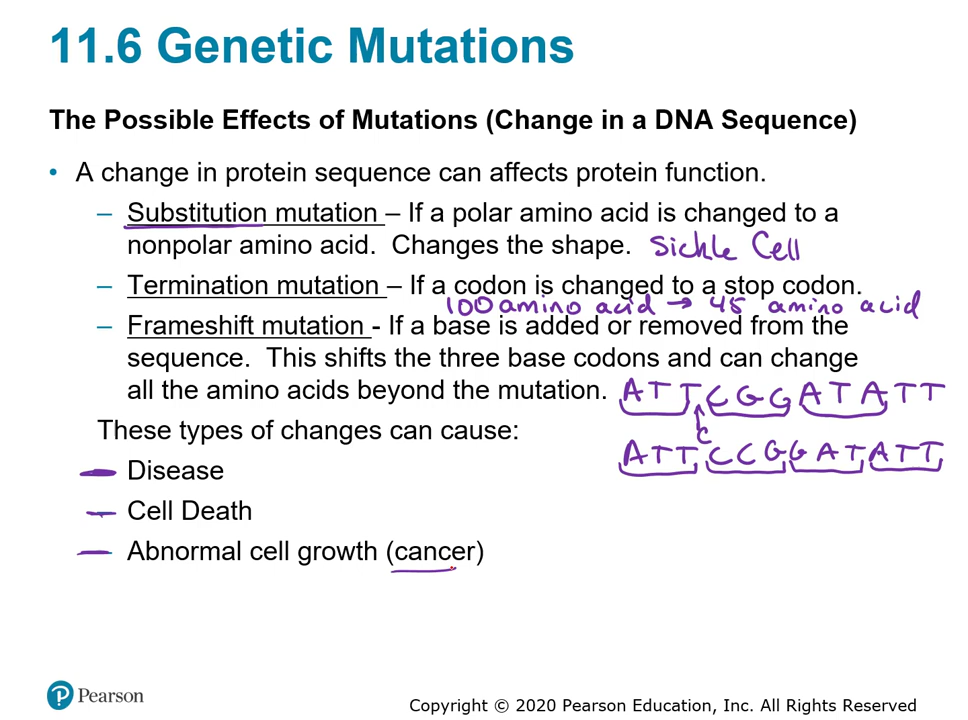 11.6 Genetic Mutations
The Possible Effects of Mutations (Change in a DNA Sequence)
• A change in protein sequence can affects protein function.
– Substitution mutation – If a polar amino acid is changed to a
nonpolar amino acid. Changes the shape. Sickle Cell
– Termination mutation – If a codon is changed to a stop codon.
100 amino acid → 45 amino acid
– Frameshift mutation - If a base is added or removed from the
sequence. This shifts the three base codons and can change
all the amino acids beyond the mutation. ATTCGGATATT
These types of changes can cause:
C
ATTCCGGATATT
– Disease
– Cell Death
– Abnormal cell growth (cancer)
P Pearson
Copyright © 2020 Pearson Education, Inc. All Rights Reserved